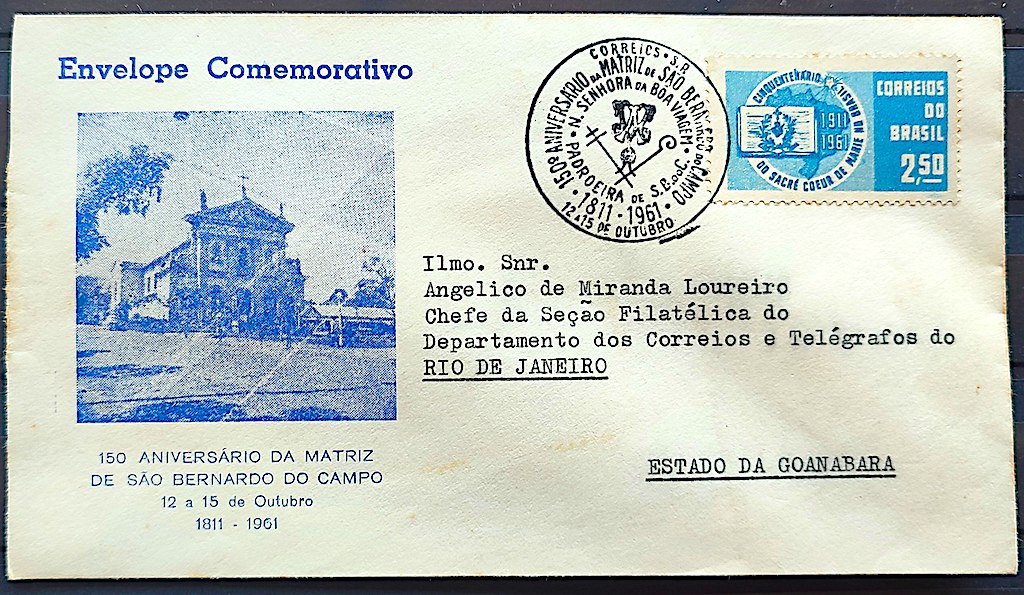 Envelope Comemorativo
CORREIOS · S.P.
150º ANIVERSÁRIO DA MATRIZ DE SÃO BERNARDO DO CAMPO
· N. SENHORA DA BOA VIAGEM ·
PADROEIRA DE S.B. DO C.
· 1811 - 1961 ·
12 A 15 DE OUTUBRO
CINQUENTENÁRIO
DO SACRÉ COEUR DE MARIE NO BRASIL
1911
1961
CORREIOS
DO
BRASIL
2,50
Ilmo. Snr.
Angelico de Miranda Loureiro
Chefe da Seção Filatélica do
Departamento dos Correios e Telégrafos do
RIO DE JANEIRO
ESTADO DA GOANABARA
150 ANIVERSÁRIO DA MATRIZ
DE SÃO BERNARDO DO CAMPO
12 a 15 de Outubro
1811 - 1961